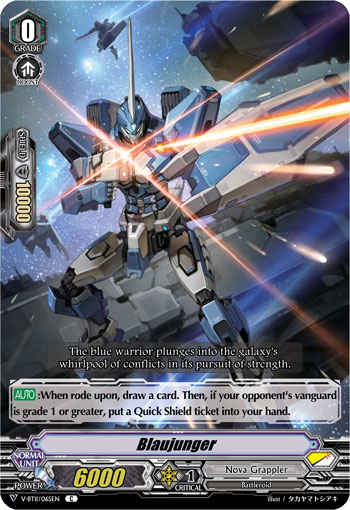 0
GRADE
BOOST
SHIELD
10000
The blue warrior plunges into the galaxy's
whirlpool of conflicts in its pursuit of strength.
AUTO:When rode upon, draw a card. Then, if your opponent's vanguard
is grade 1 or greater, put a Quick Shield ticket into your hand.
Blaujunger
NORMAL
UNIT
POWER
6000
1
CRITICAL
Nova Grappler
Battleroid
V-BT11/065EN C
Illust / タカヤマトシアキ